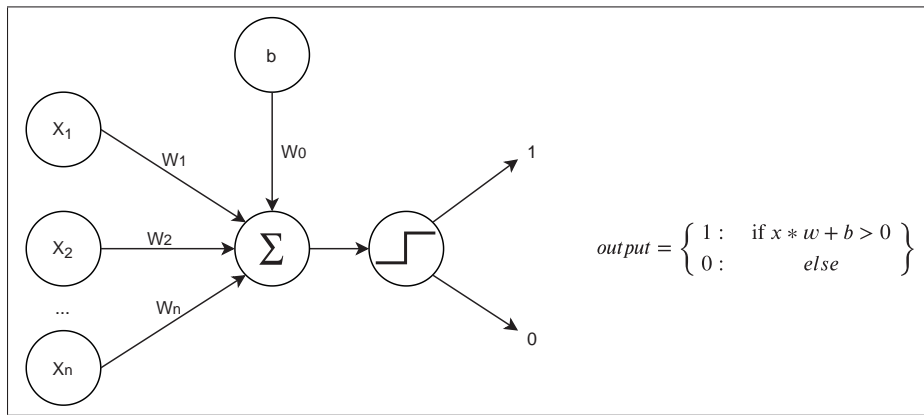 b
X1
W1
W0
1
X2
W2
Σ
output = { 1 : if x * w + b > 0
0 : else }
...
Wn
0
Xn